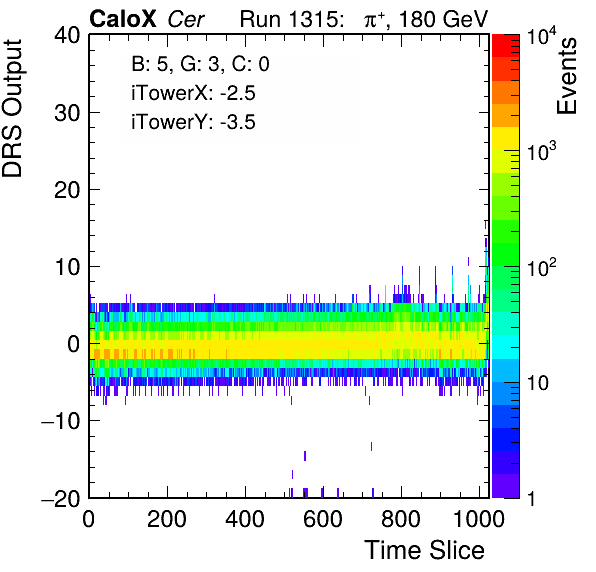 CaloX Cer Run 1315: π⁺, 180 GeV
B: 5, G: 3, C: 0
iTowerX: -2.5
iTowerY: -3.5
DRS Output
40
30
20
10
0
−10
−20
0 200 400 600 800 1000
Time Slice
Events
10⁴
10³
10²
10
1